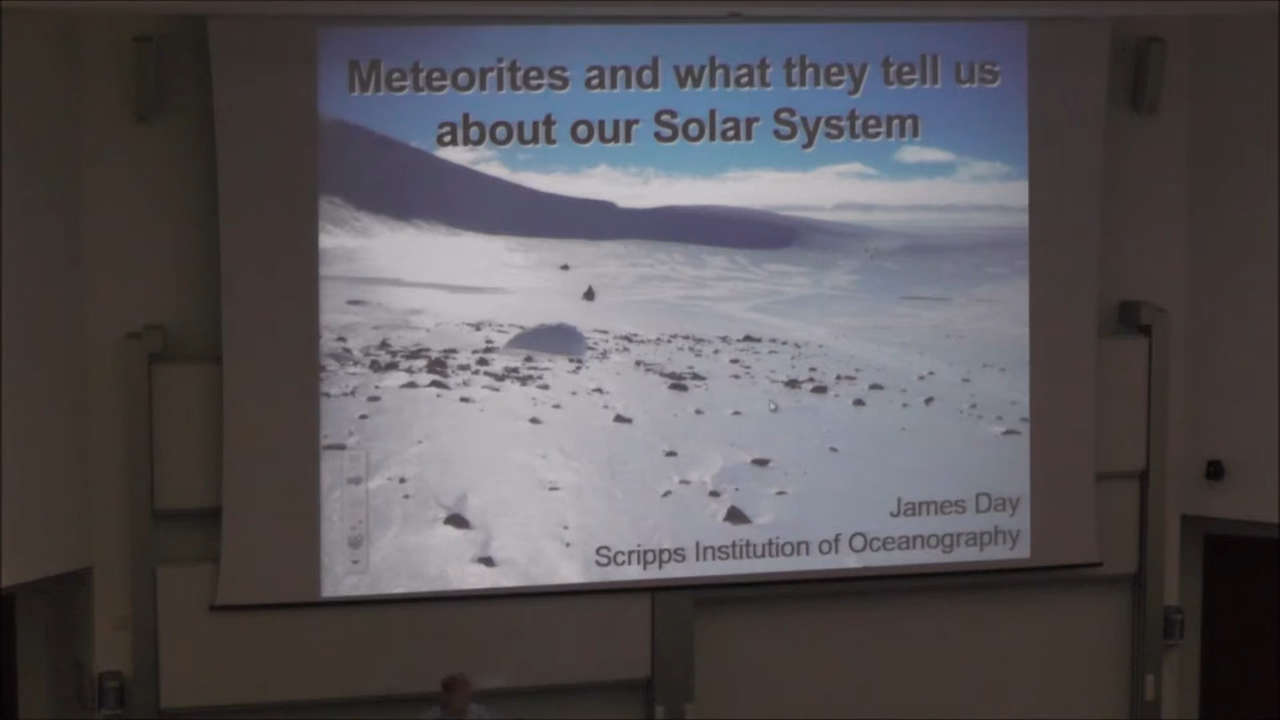 Meteorites and what they tell us
about our Solar System
James Day
Scripps Institution of Oceanography